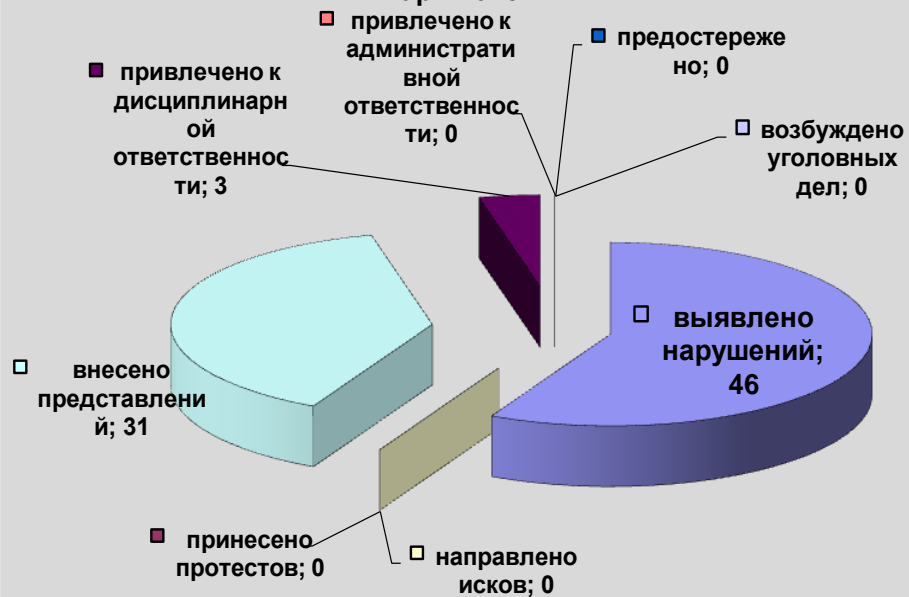 привлечено к
административ
вной
ответственнос
ти; 0
предостереже
но; 0
привлечено к
дисциплинарн
ой
ответственнос
ти; 3
возбуждено
уголовных
дел; 0
выявлено
нарушений;
46
внесено
представлени
й; 31
принесено
протестов; 0
направлено
исков; 0